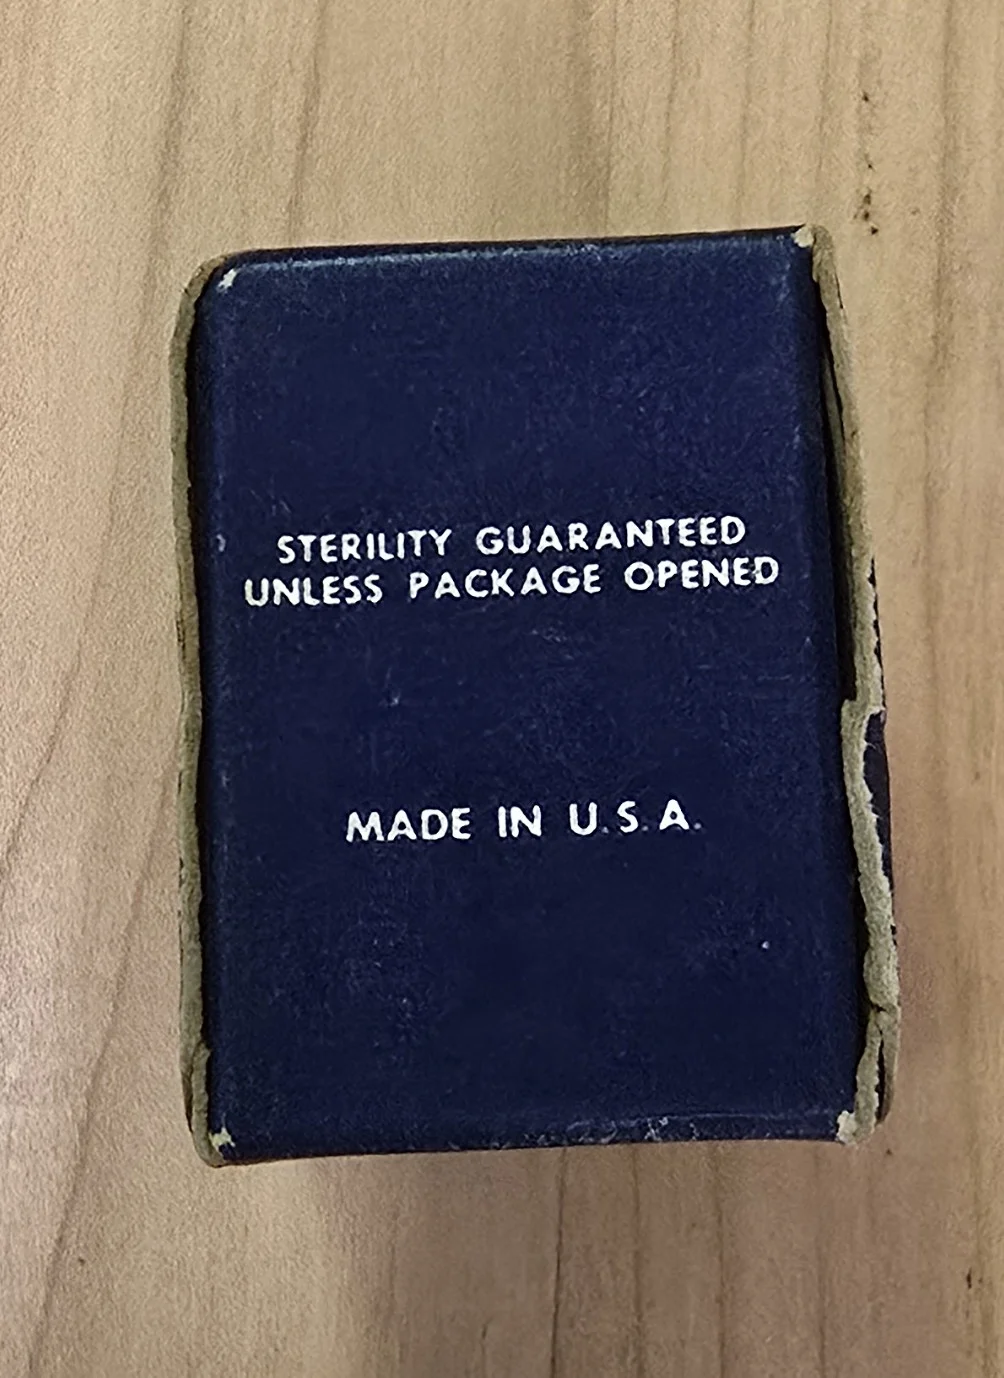 STERILITY GUARANTEED
UNLESS PACKAGE OPENED
MADE IN U.S.A.